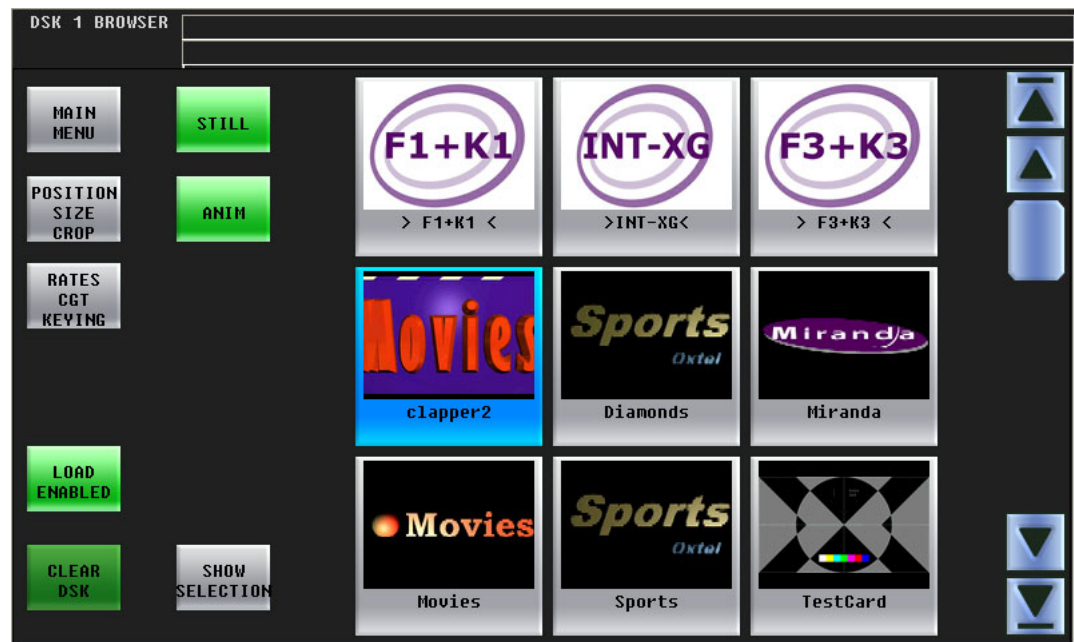 DSK 1 BROWSER
MAIN
MENU
STILL
POSITION
SIZE
CROP
ANIM
RATES
CGT
KEYING
LOAD
ENABLED
CLEAR
DSK
SHOW
SELECTION
F1+K1
> F1+K1 <
INT-XG
>INT-XG<
F3+K3
> F3+K3 <
Movies
clapper2
Sports
Oxtel
Diamonds
Miranda
Miranda
Movies
Movies
Sports
Oxtel
Sports
TestCard